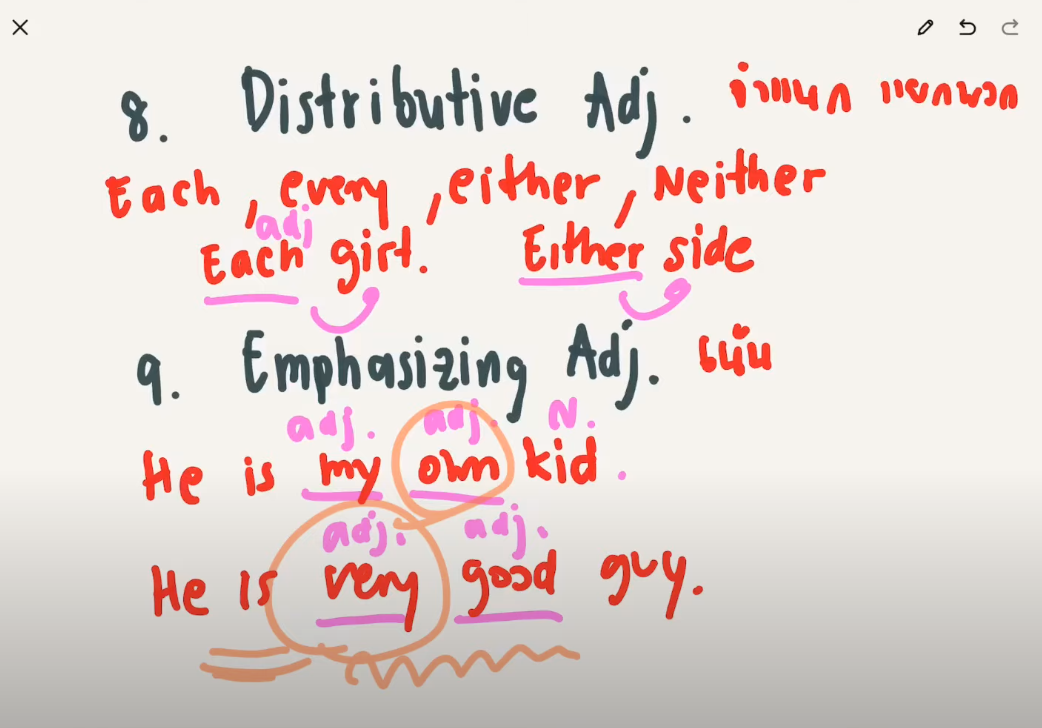 8. Distributive Adj. จำแนก แยกพวก
Each, every, either, Neither
adj
Each girl. Either side
9. Emphasizing Adj. เน้น
adj. adj. N.
He is my own kid.
adj. adj.
He is very good guy.